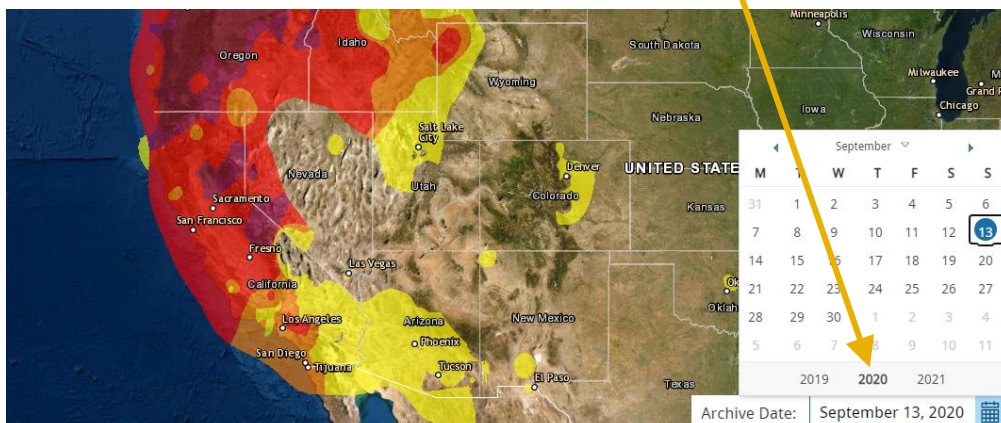 Minneapolis
Wisconsin
South Dakota
Oregon
Idaho
Milwaukee
Wyoming
Grand
Chicago
Iowa
Nebraska
Salt Lake
City
Denver
UNITED STATE
Nevada
Utah
Colorado
Kansas
Sacramento
San Francisco
Fresno
Las Vegas
California
Oklah
Los Angeles
Arizona
New Mexico
Phoenix
San Diego
Tijuana
Tucson
El Paso
Texas
September
M T W T F S S
31 1 2 3 4 5 6
7 8 9 10 11 12 13
14 15 16 17 18 19 20
21 22 23 24 25 26 27
28 29 30 1 2 3 4
5 6 7 8 9 10 11
2019 2020 2021
Archive Date: September 13, 2020